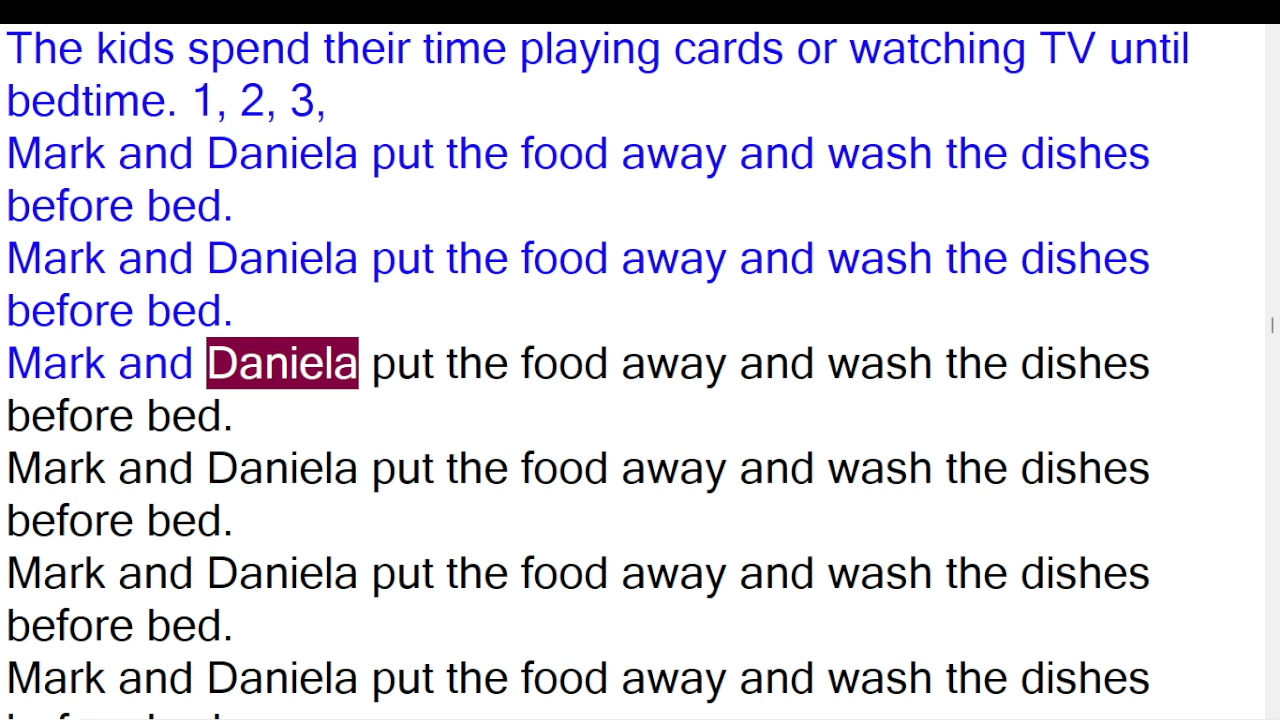 The kids spend their time playing cards or watching TV until
bedtime. 1, 2, 3,
Mark and Daniela put the food away and wash the dishes
before bed.
Mark and Daniela put the food away and wash the dishes
before bed.
Mark and Daniela put the food away and wash the dishes
before bed.
Mark and Daniela put the food away and wash the dishes
before bed.
Mark and Daniela put the food away and wash the dishes
before bed.
Mark and Daniela put the food away and wash the dishes